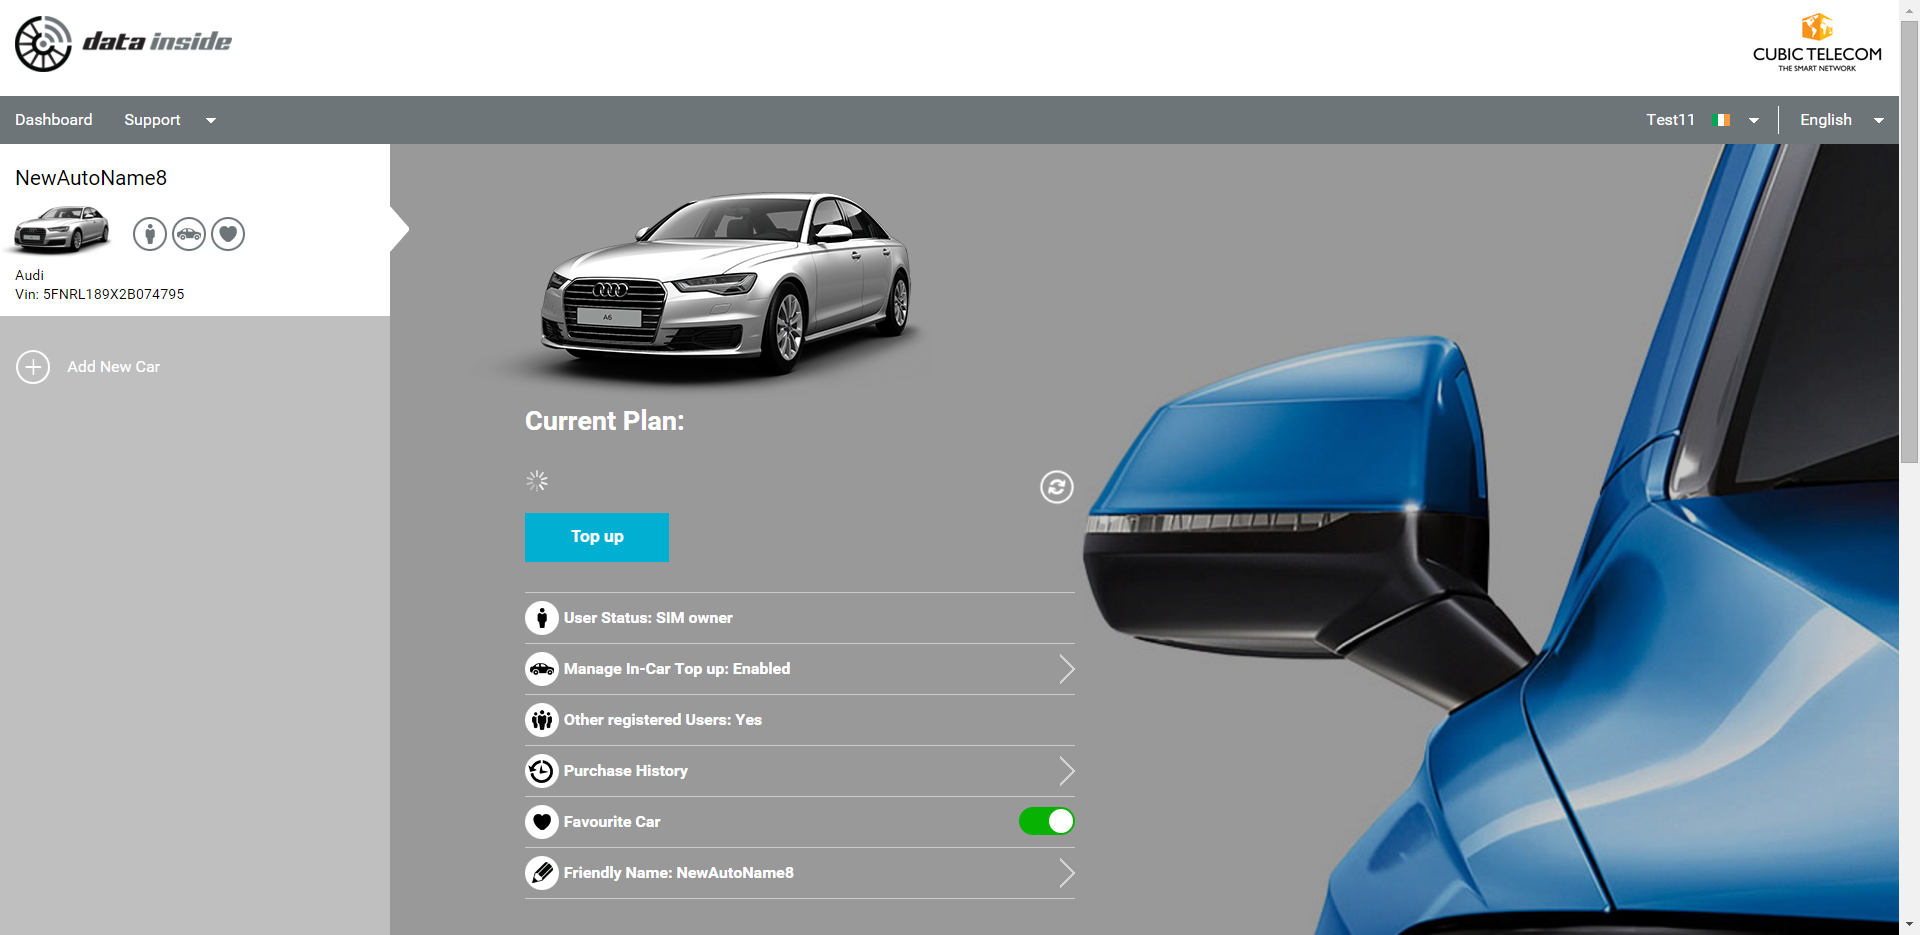 data inside
CUBIC TELECOM
THE SMART NETWORK
Dashboard
Support
Test11
English
NewAutoName8
Audi
Vin: 5FNRL189X2B074795
Add New Car
A6
Current Plan:
Top up
User Status: SIM owner
Manage In-Car Top up: Enabled
Other registered Users: Yes
Purchase History
Favourite Car
Friendly Name: NewAutoName8